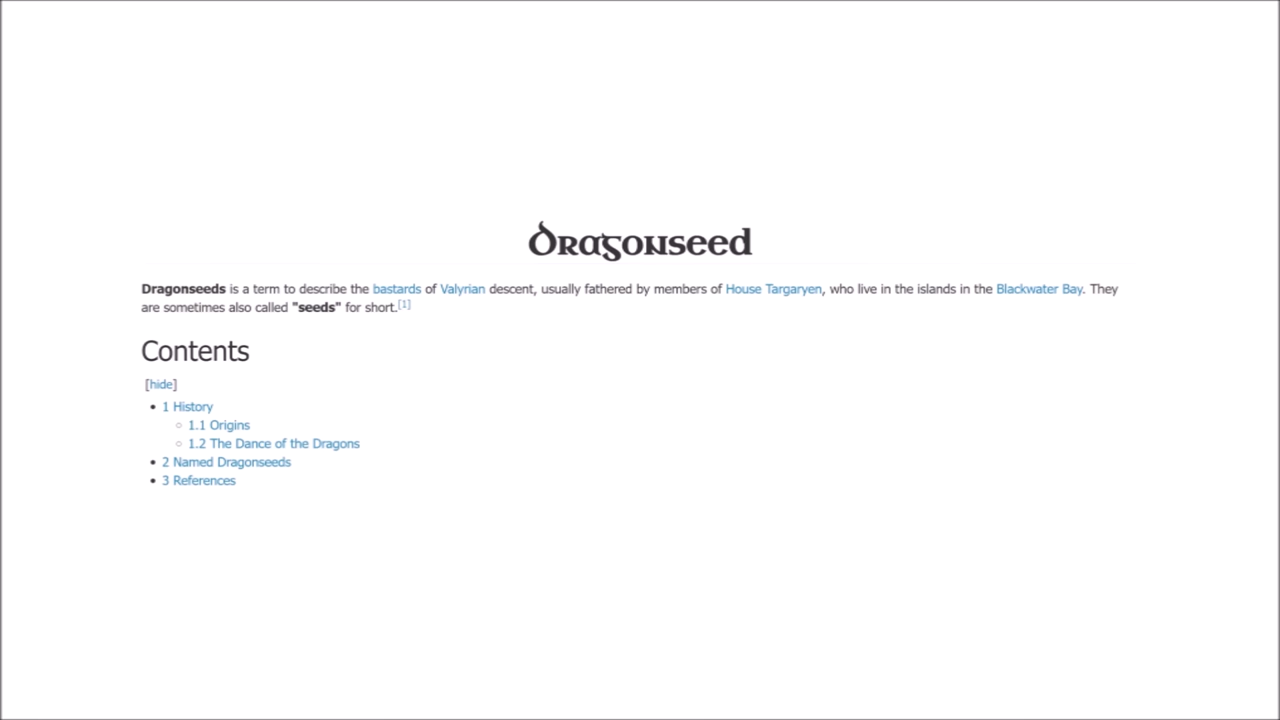 Dragonseed
Dragonseeds is a term to describe the bastards of Valyrian descent, usually fathered by members of House Targaryen, who live in the islands in the Blackwater Bay. They
are sometimes also called "seeds" for short.[1]
Contents
[hide]
• 1 History
○ 1.1 Origins
○ 1.2 The Dance of the Dragons
• 2 Named Dragonseeds
• 3 References